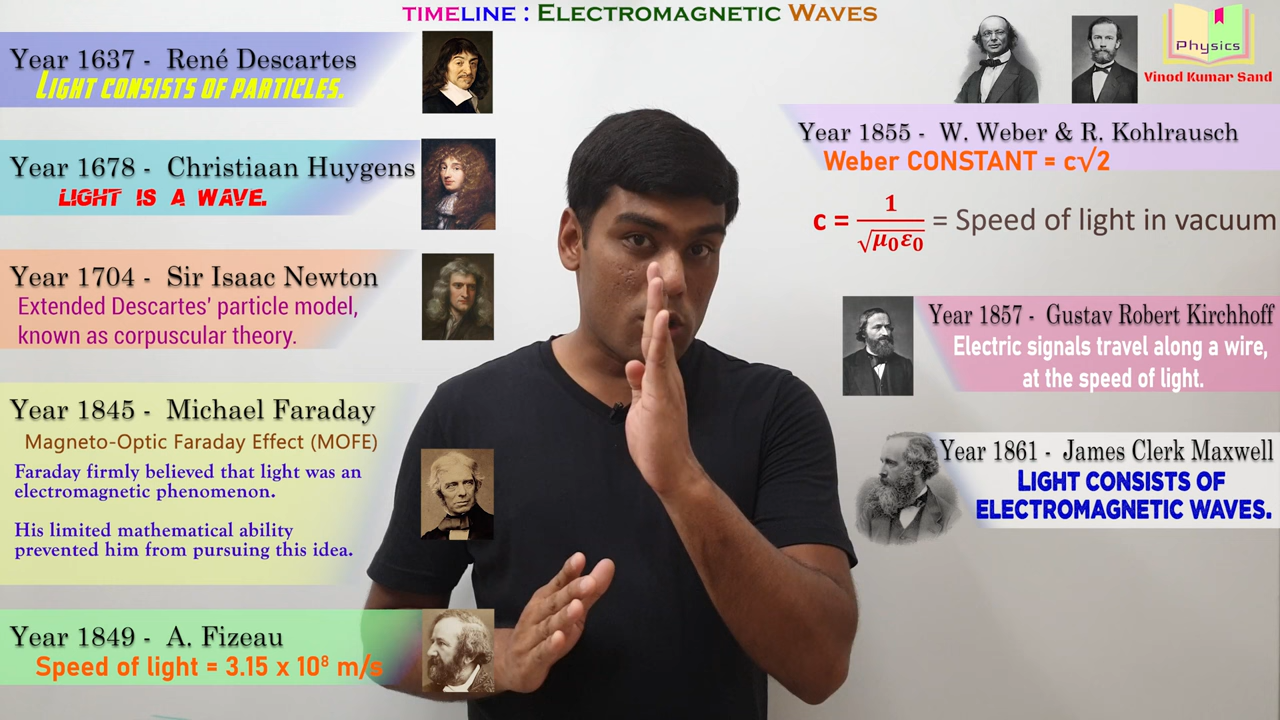 TIMELINE : ELECTROMAGNETIC WAVES
Year 1637 - René Descartes
LIGHT CONSISTS OF PARTICLES.
Year 1678 - Christiaan Huygens
LIGHT IS A WAVE.
Year 1704 - Sir Isaac Newton
Extended Descartes' particle model,
known as corpuscular theory.
Year 1845 - Michael Faraday
Magneto-Optic Faraday Effect (MOFE)
Faraday firmly believed that light was an
electromagnetic phenomenon.
His limited mathematical ability
prevented him from pursuing this idea.
Year 1849 - A. Fizeau
Speed of light = 3.15 x 10⁸ m/s
Physics
Vinod Kumar Sand
Year 1855 - W. Weber & R. Kohlrausch
Weber CONSTANT = c√2
c = 1/√μ₀ε₀ = Speed of light in vacuum
Year 1857 - Gustav Robert Kirchhoff
Electric signals travel along a wire,
at the speed of light.
Year 1861 - James Clerk Maxwell
LIGHT CONSISTS OF
ELECTROMAGNETIC WAVES.